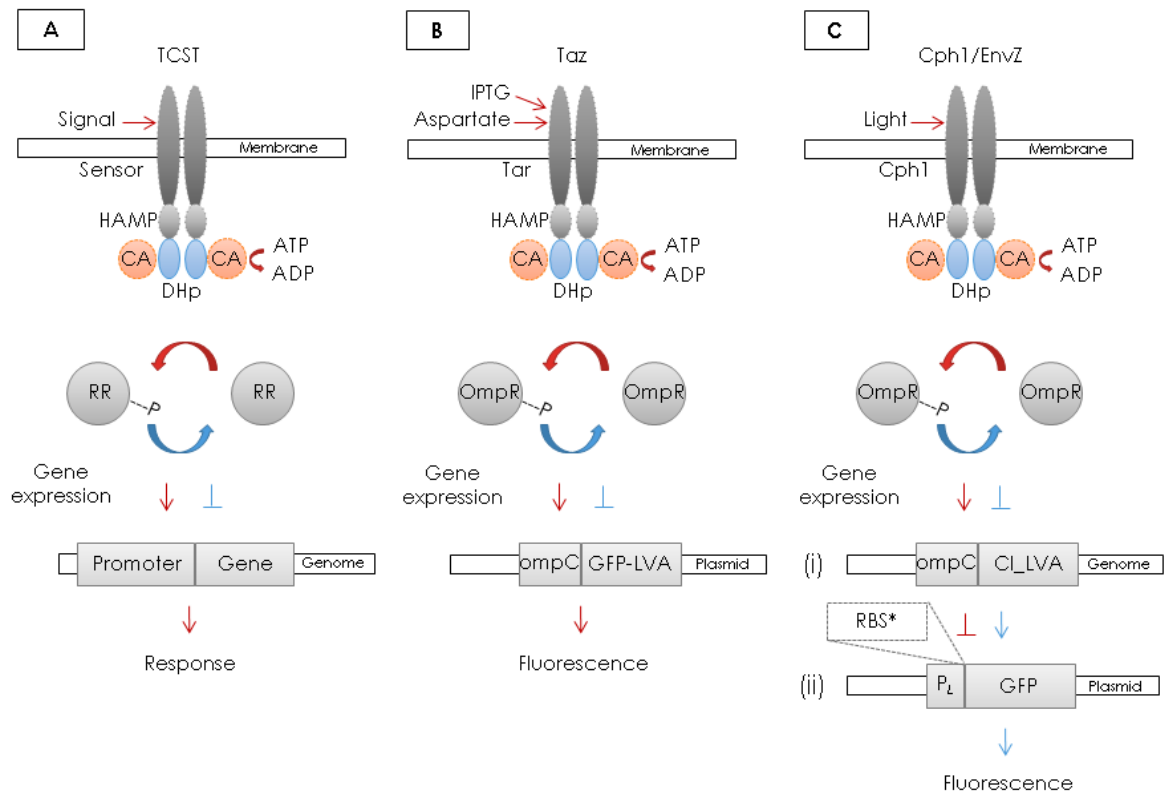 A
TCST
Signal
Membrane
Sensor
HAMP
CA
CA
ATP
ADP
DHp
RR
P
RR
Gene
expression
Promoter
Gene
Genome
Response
B
Taz
IPTG
Aspartate
Membrane
Tar
HAMP
CA
CA
ATP
ADP
DHp
OmpR
P
OmpR
Gene
expression
ompC
GFP-LVA
Plasmid
Fluorescence
C
Cph1/EnvZ
Light
Membrane
Cph1
HAMP
CA
CA
ATP
ADP
DHp
OmpR
P
OmpR
Gene
expression
(i)
ompC
CI_LVA
Genome
RBS*
(ii)
PL
GFP
Plasmid
Fluorescence